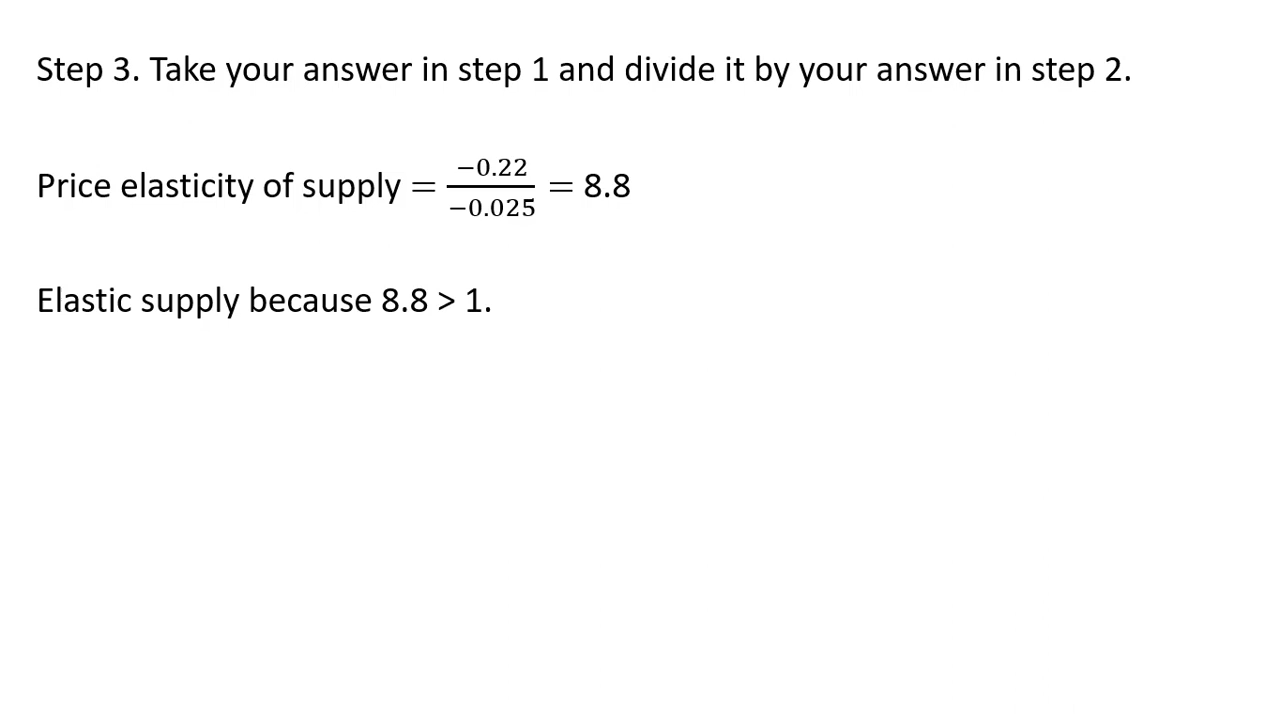 Step 3. Take your answer in step 1 and divide it by your answer in step 2.
Price elasticity of supply = −0.22 / −0.025 = 8.8
Elastic supply because 8.8 > 1.